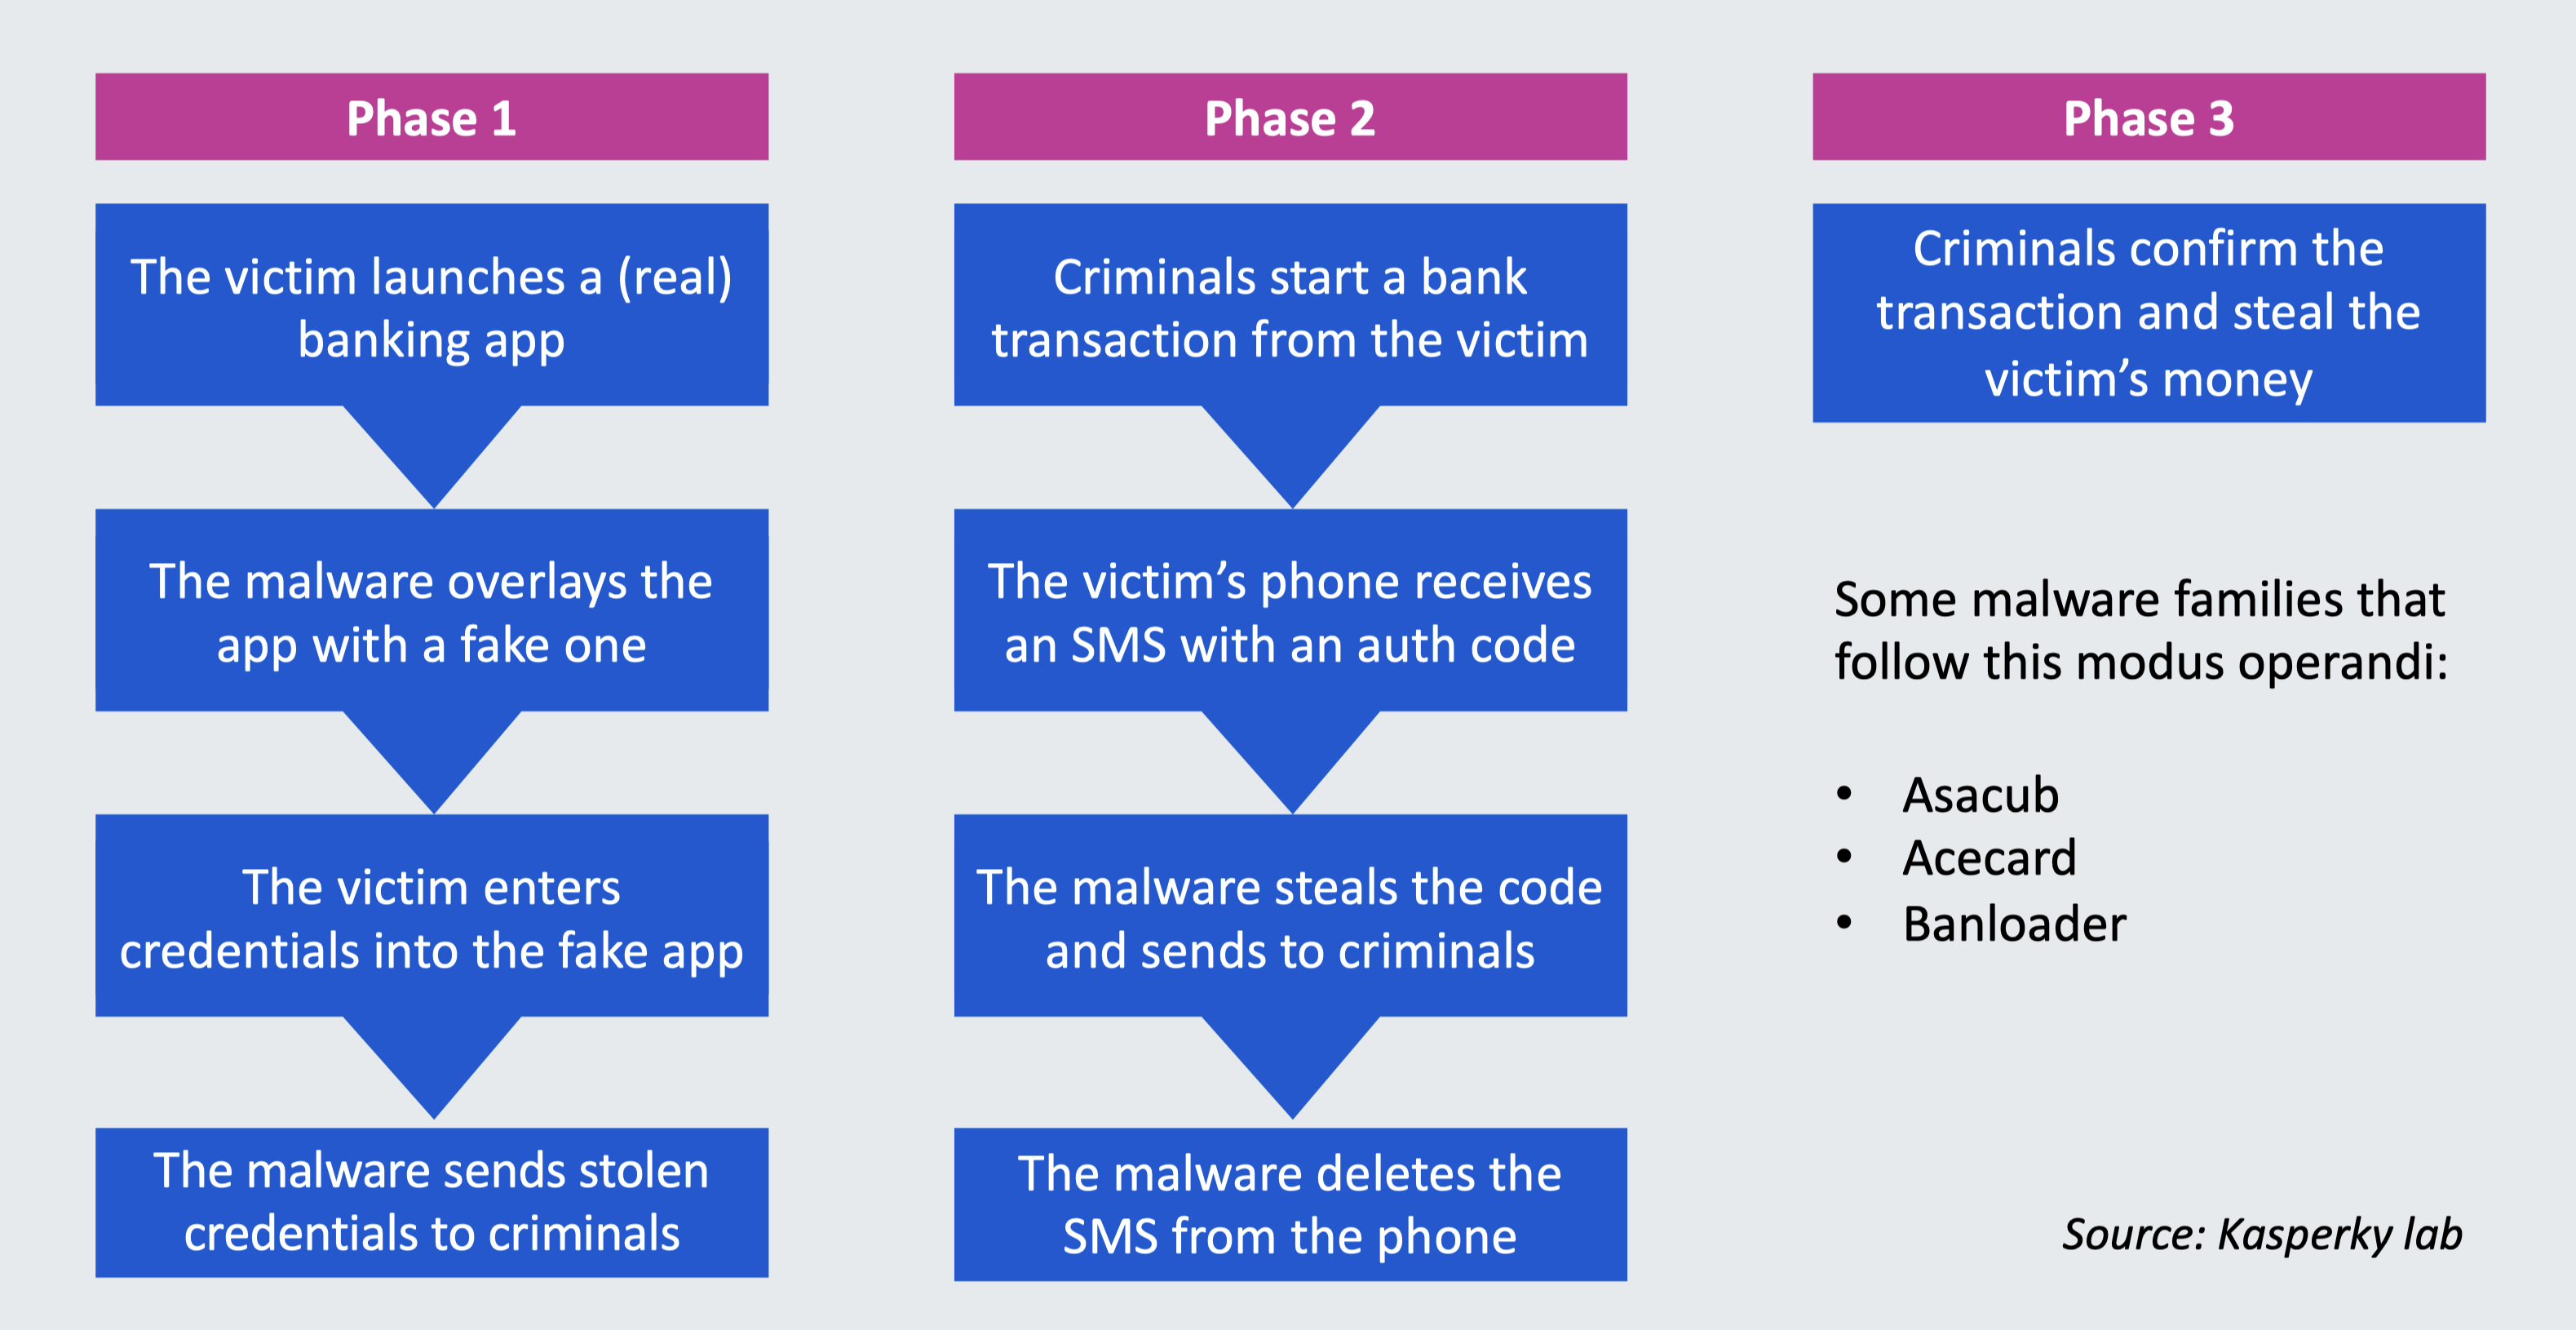 Phase 1
The victim launches a (real)
banking app
The malware overlays the
app with a fake one
The victim enters
credentials into the fake app
The malware sends stolen
credentials to criminals
Phase 2
Criminals start a bank
transaction from the victim
The victim’s phone receives
an SMS with an auth code
The malware steals the code
and sends to criminals
The malware deletes the
SMS from the phone
Phase 3
Criminals confirm the
transaction and steal the
victim’s money
Some malware families that
follow this modus operandi:
• Asacub
• Acecard
• Banloader
Source: Kasperky lab